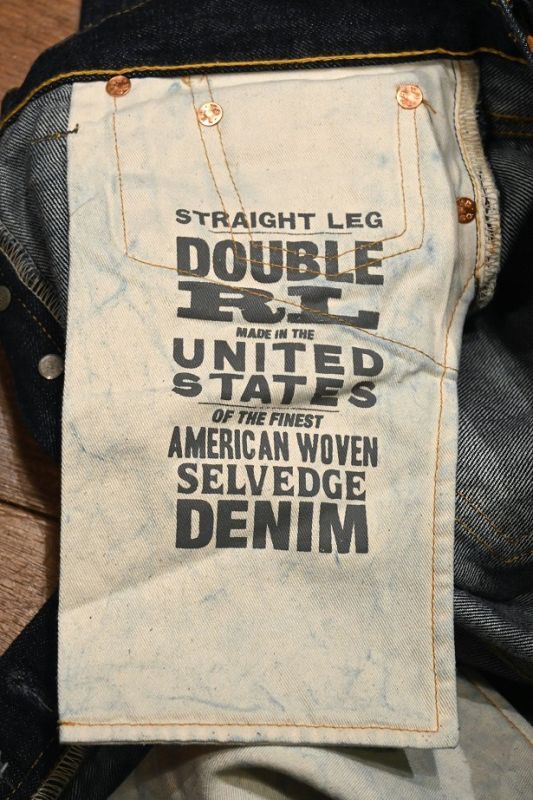 STRAIGHT LEG
DOUBLE
RL
MADE IN THE
UNITED
STATES
OF THE FINEST
AMERICAN WOVEN
SELVEDGE
DENIM